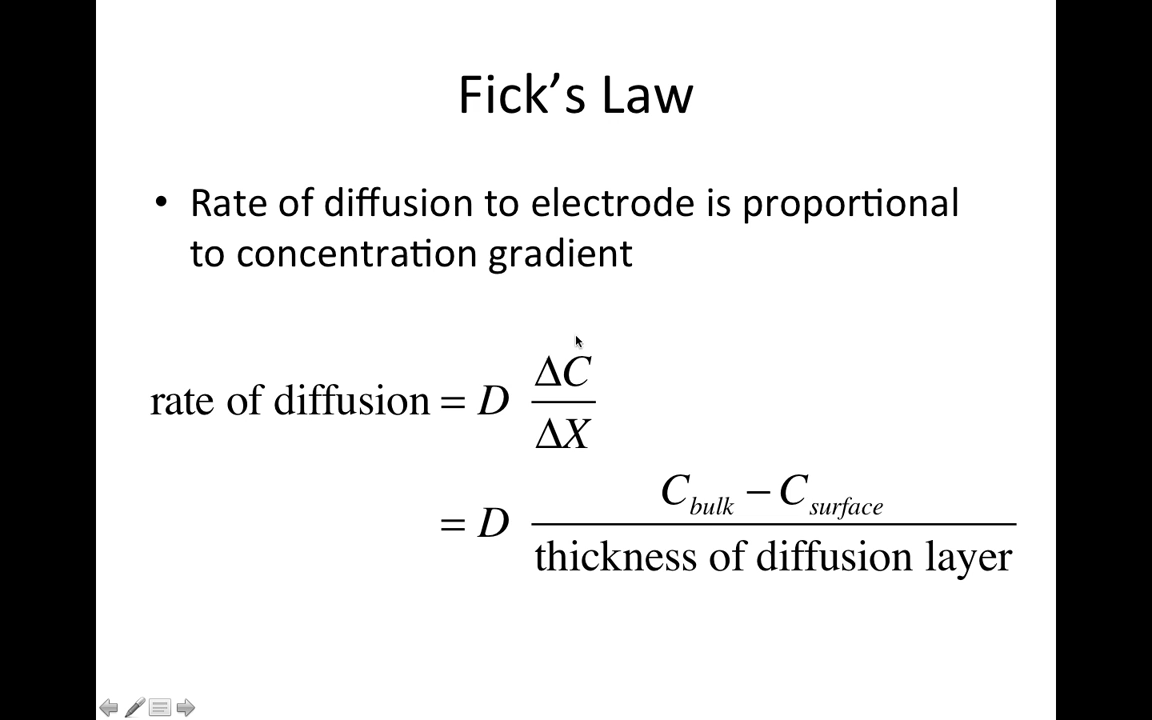 Fick’s Law
• Rate of diffusion to electrode is proportional
to concentration gradient
rate of diffusion = D ΔC / ΔX
= D (C_bulk − C_surface) / thickness of diffusion layer